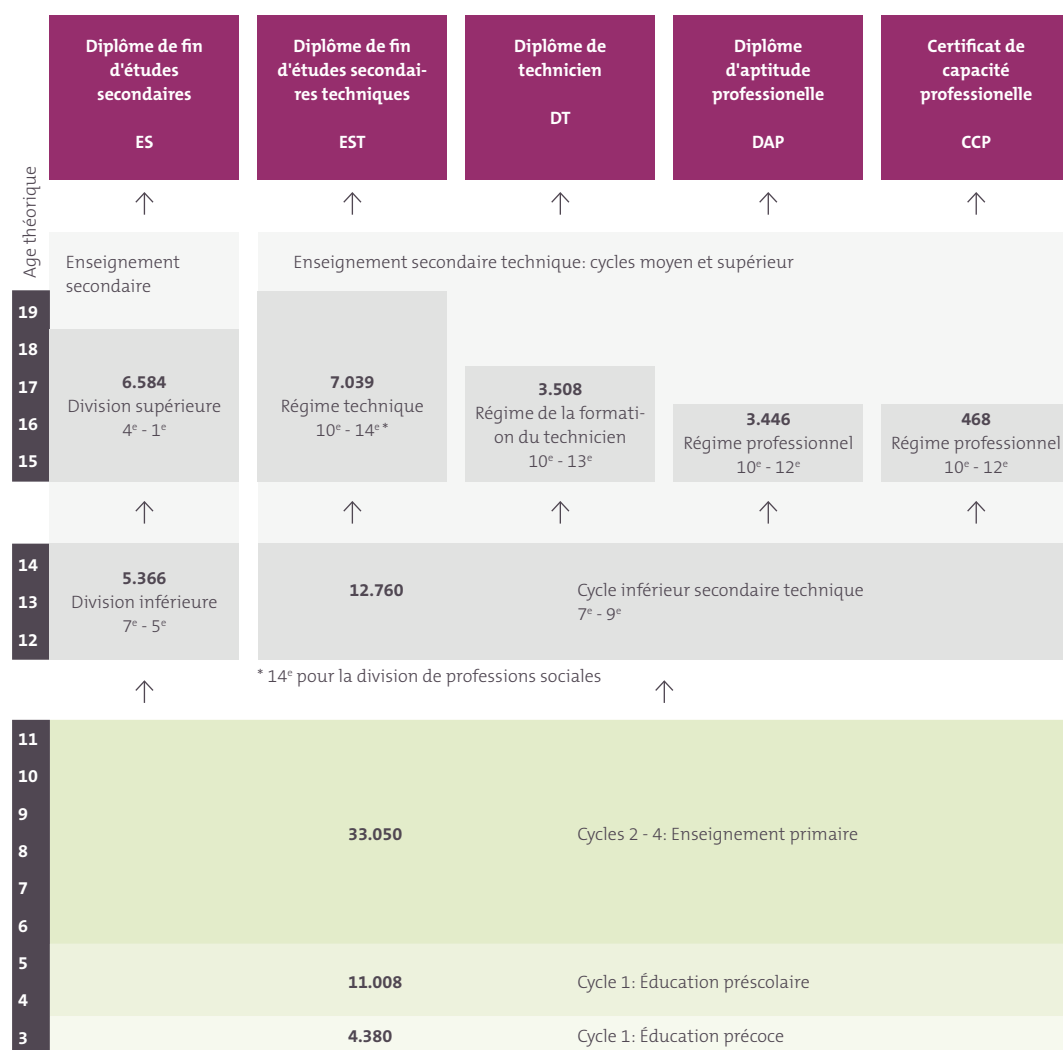 Diplôme de fin
d'études
secondaires
ES
Diplôme de fin
d'études secondai-
res techniques
EST
Diplôme de
technicien
DT
Diplôme
d'aptitude
professionelle
DAP
Certificat de
capacité
professionelle
CCP
Age théorique
Enseignement
secondaire
Enseignement secondaire technique: cycles moyen et supérieur
19
18
17
16
15
6.584
Division supérieure
4e - 1e
7.039
Régime technique
10e - 14e *
3.508
Régime de la formati-
on du technicien
10e - 13e
3.446
Régime professionnel
10e - 12e
468
Régime professionnel
10e - 12e
14
13
12
5.366
Division inférieure
7e - 5e
12.760
Cycle inférieur secondaire technique
7e - 9e
* 14e pour la division de professions sociales
11
10
9
8
7
6
33.050
Cycles 2 - 4: Enseignement primaire
5
4
11.008
Cycle 1: Éducation préscolaire
3
4.380
Cycle 1: Éducation précoce